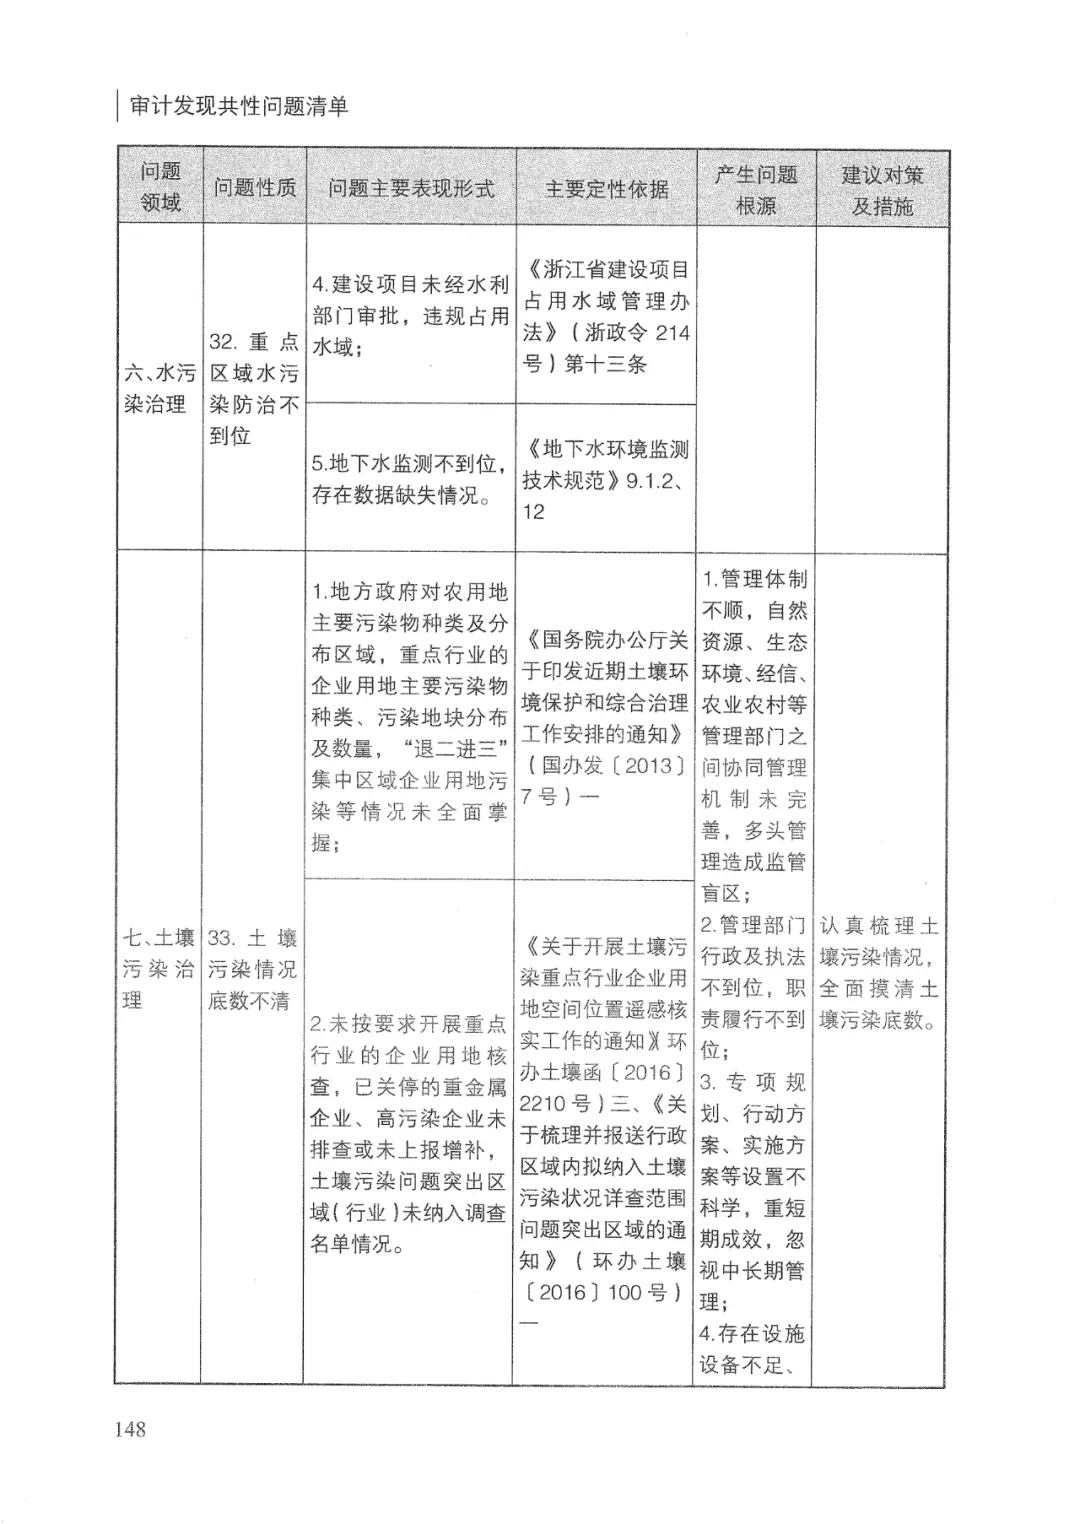 审计发现共性问题清单
问题
领域
问题性质
问题主要表现形式
主要定性依据
产生问题
根源
建议对策
及措施
六、水污
染治理
32. 重点
区域水污
染防治不
到位
4.建设项目未经水利
部门审批，违规占用
水域；
《浙江省建设项目
占用水域管理办
法》（浙政令 214
号）第十三条
5.地下水监测不到位，
存在数据缺失情况。
《地下水环境监测
技术规范》9.1.2、
12
七、土壤
污染治
理
33. 土壤
污染情况
底数不清
1.地方政府对农用地
主要污染物种类及分
布区域，重点行业的
企业用地主要污染物
种类、污染地块分布
及数量，“退二进三”
集中区域企业用地污
染等情况未全面掌
握；
《国务院办公厅关
于印发近期土壤环
境保护和综合治理
工作安排的通知》
（国办发〔2013〕
7 号）一
2.未按要求开展重点
行业的企业用地核
查，已关停的重金属
企业、高污染企业未
排查或未上报增补，
土壤污染问题突出区
域（行业）未纳入调查
名单情况。
《关于开展土壤污
染重点行业企业用
地空间位置遥感核
实工作的通知》（环
办土壤函〔2016〕
2210 号）三、《关
于梳理并报送行政
区域内拟纳入土壤
污染状况详查范围
问题突出区域的通
知》（环办土壤
〔2016〕100 号）
一
1.管理体制
不顺，自然
资源、生态
环境、经信、
农业农村等
管理部门之
间协同管理
机制未完
善，多头管
理造成监管
盲区；
2.管理部门
行政及执法
不到位，职
责履行不到
位；
3. 专项规
划、行动方
案、实施方
案等设置不
科学，重短
期成效，忽
视中长期管
理；
4.存在设施
设备不足、
认真梳理土
壤污染情况，
全面摸清土
壤污染底数。
148